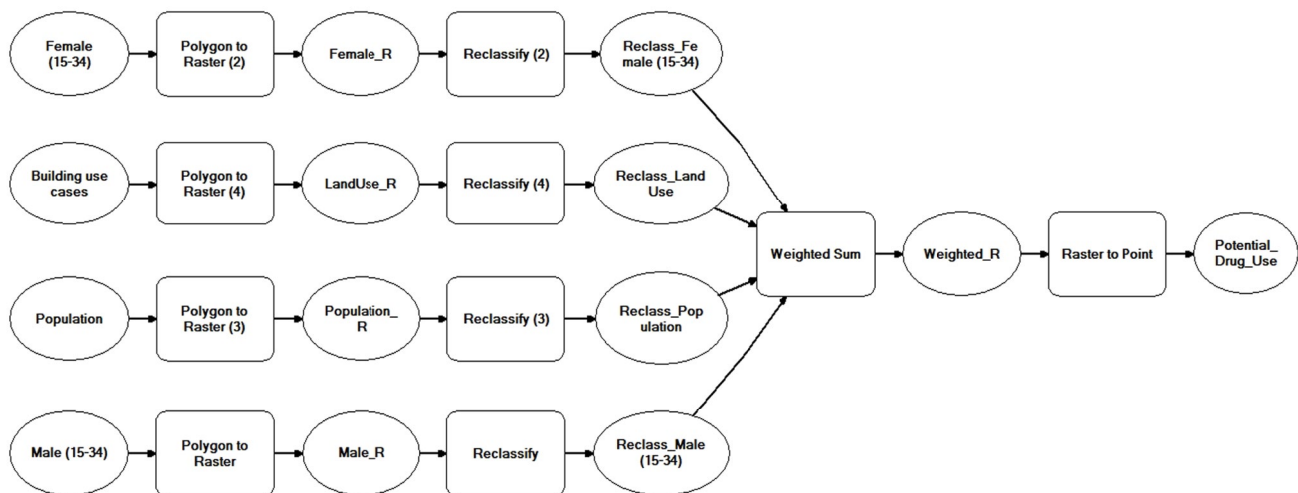 Female
(15-34)
Polygon to
Raster (2)
Female_R
Reclassify (2)
Reclass_Fe
male (15-34)
Building use
cases
Polygon to
Raster (4)
LandUse_R
Reclassify (4)
Reclass_Land
Use
Weighted Sum
Weighted_R
Raster to Point
Potential_
Drug_Use
Population
Polygon to
Raster (3)
Population_
R
Reclassify (3)
Reclass_Pop
ulation
Male (15-34)
Polygon to
Raster
Male_R
Reclassify
Reclass_Male
(15-34)